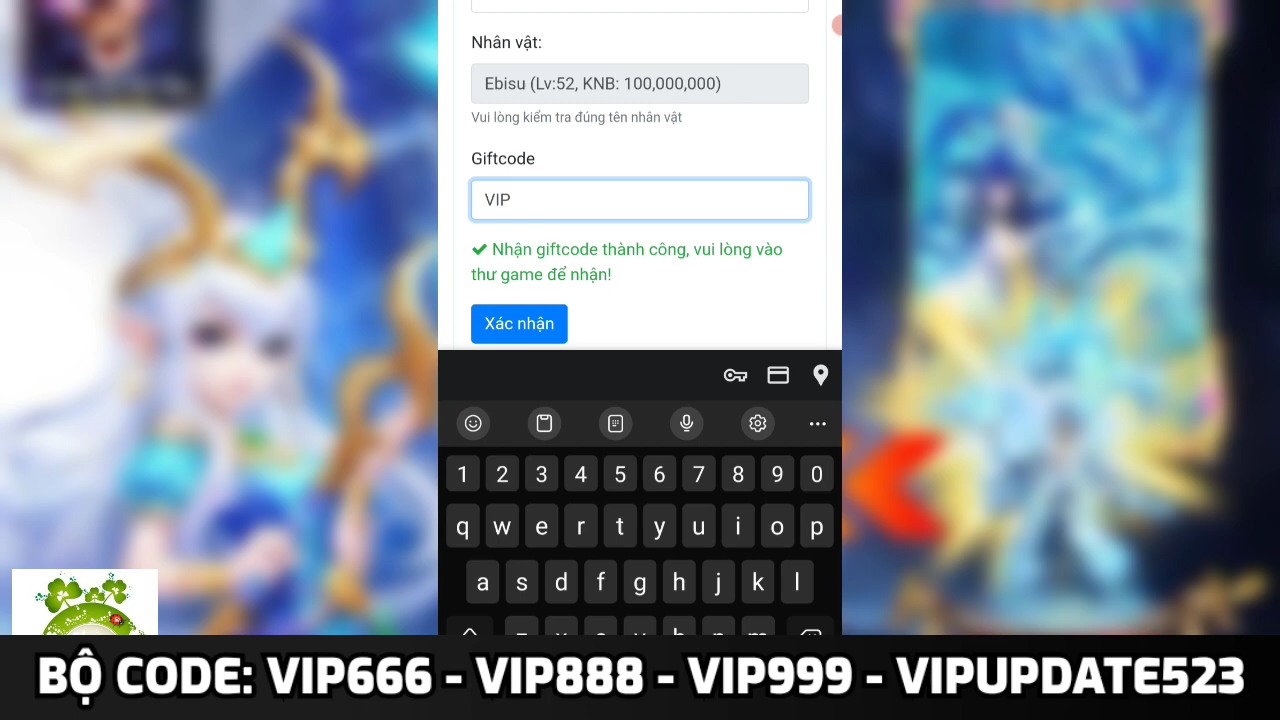 Nhân vật:
Ebisu (Lv:52, KNB: 100,000,000)
Vui lòng kiểm tra đúng tên nhân vật
Giftcode
VIP
Nhận giftcode thành công, vui lòng vào
thư game để nhận!
Xác nhận
1 2 3 4 5 6 7 8 9 0
q w e r t y u i o p
a s d f g h j k l
BỘ CODE: VIP666 - VIP888 - VIP999 - VIPUPDATE523